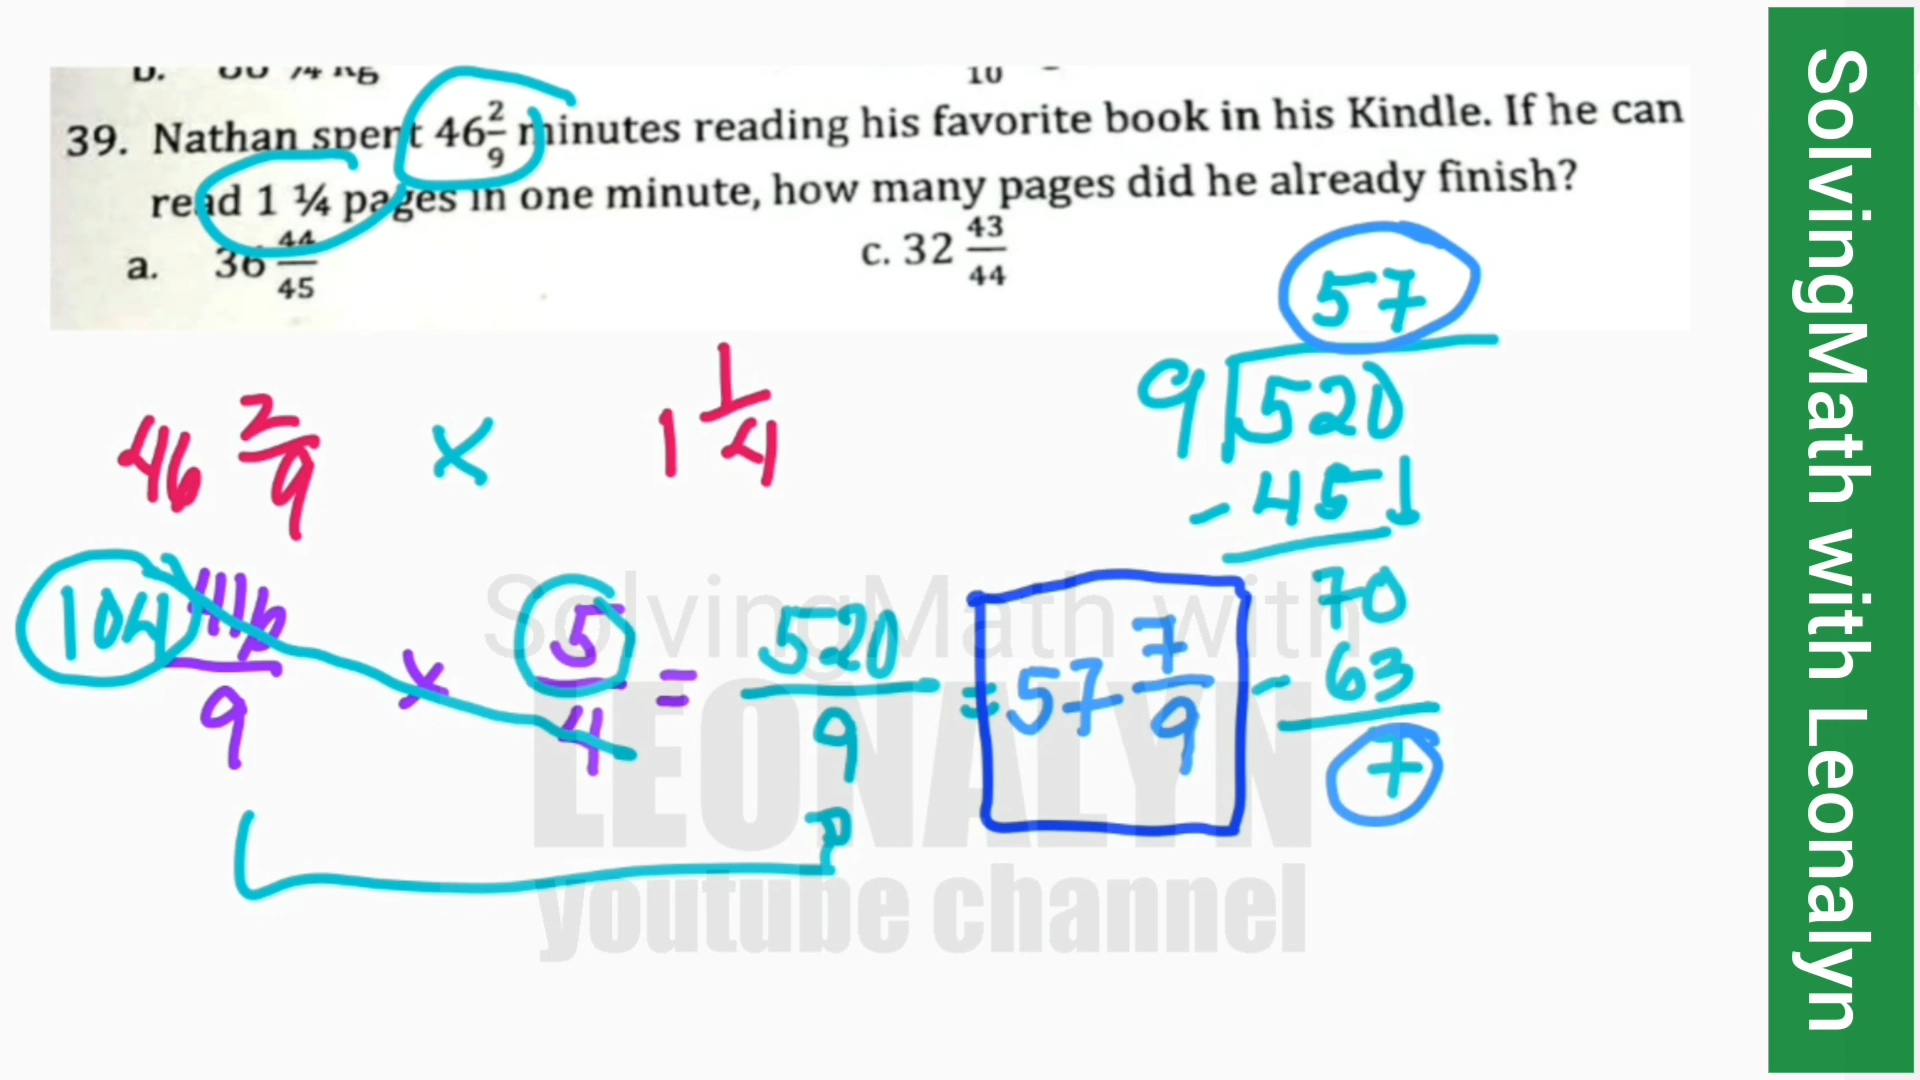 39. Nathan spent 46 2/9 minutes reading his favorite book in his Kindle. If he can
read 1 ¼ pages in one minute, how many pages did he already finish?
a. 36 44/45
c. 32 43/44
46 2/9 x 1 1/4
104 416/9 x 5/4 = 520/9 = 57 7/9
57
9 520
- 45↓
70
- 63
7
SolvingMath with
LEONALYN
youtube channel
SolvingMath with Leonalyn